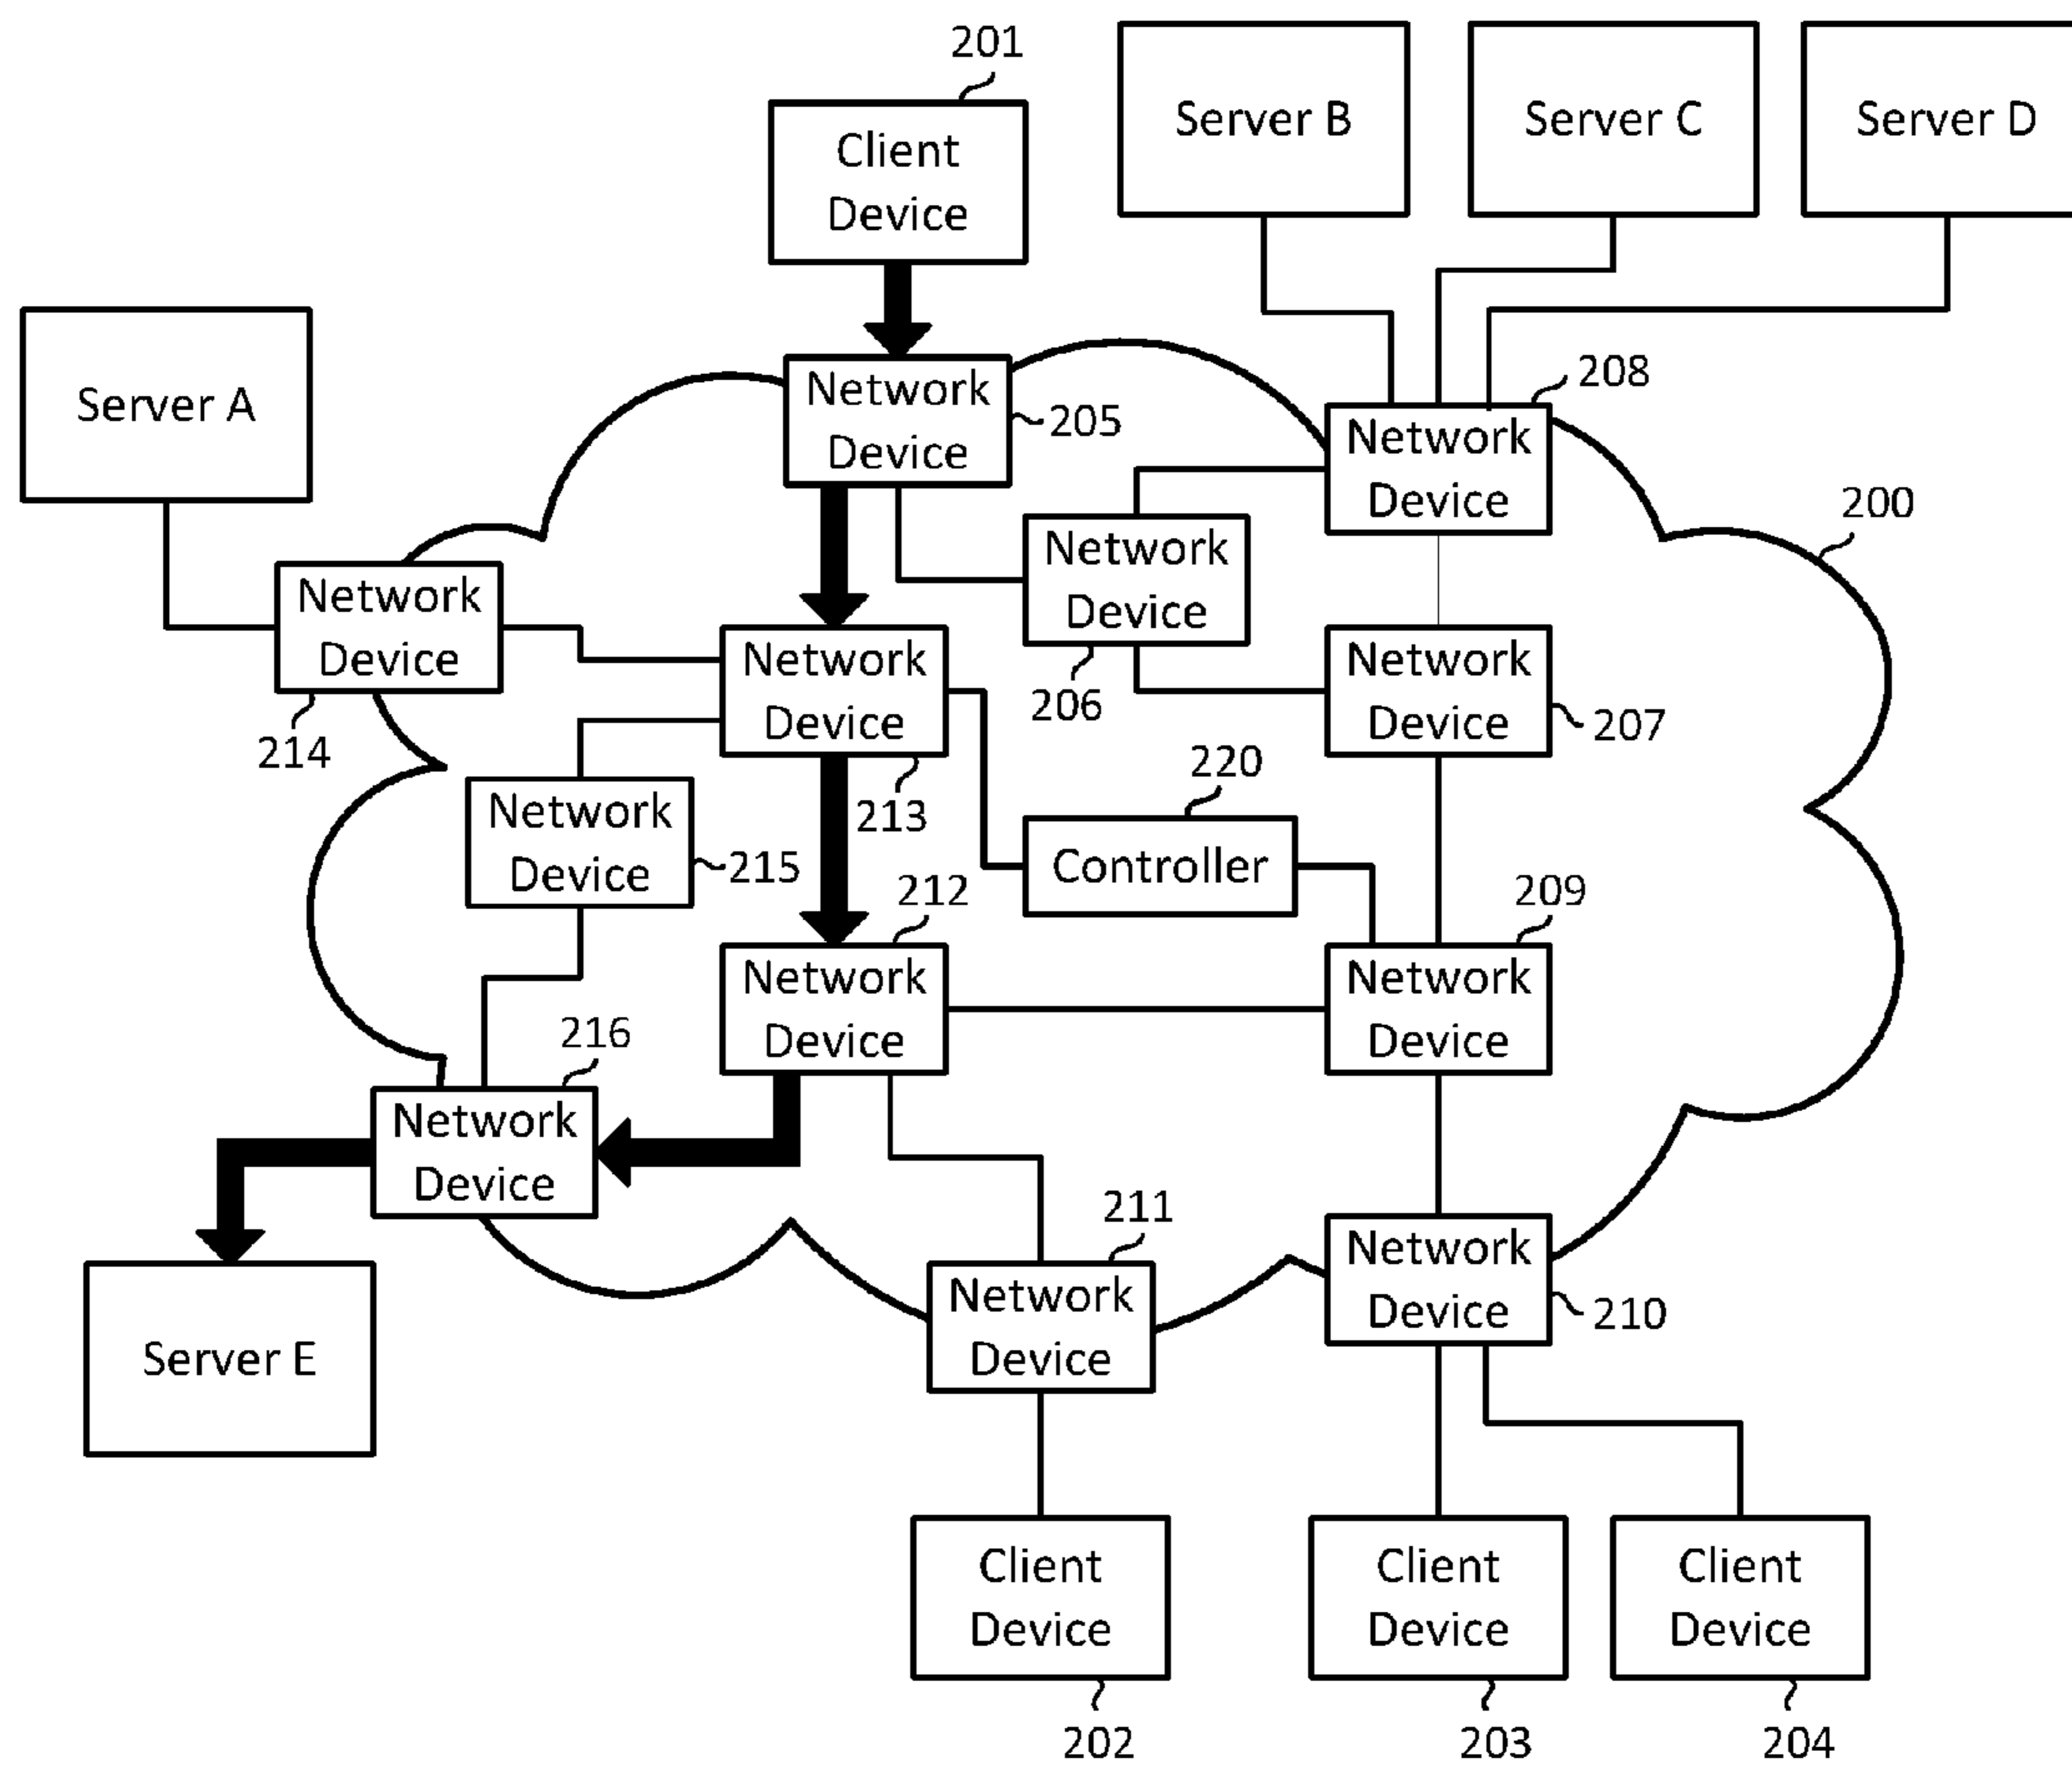 201
Client
Device
Server B
Server C
Server D
Server A
Network
Device
205
208
Network
Device
200
Network
Device
206
Network
Device
214
Network
Device
213
Network
Device
207
220
Controller
Network
Device
215
212
Network
Device
209
Network
Device
216
Network
Device
211
Network
Device
Network
Device
210
Server E
Client
Device
202
Client
Device
203
Client
Device
204